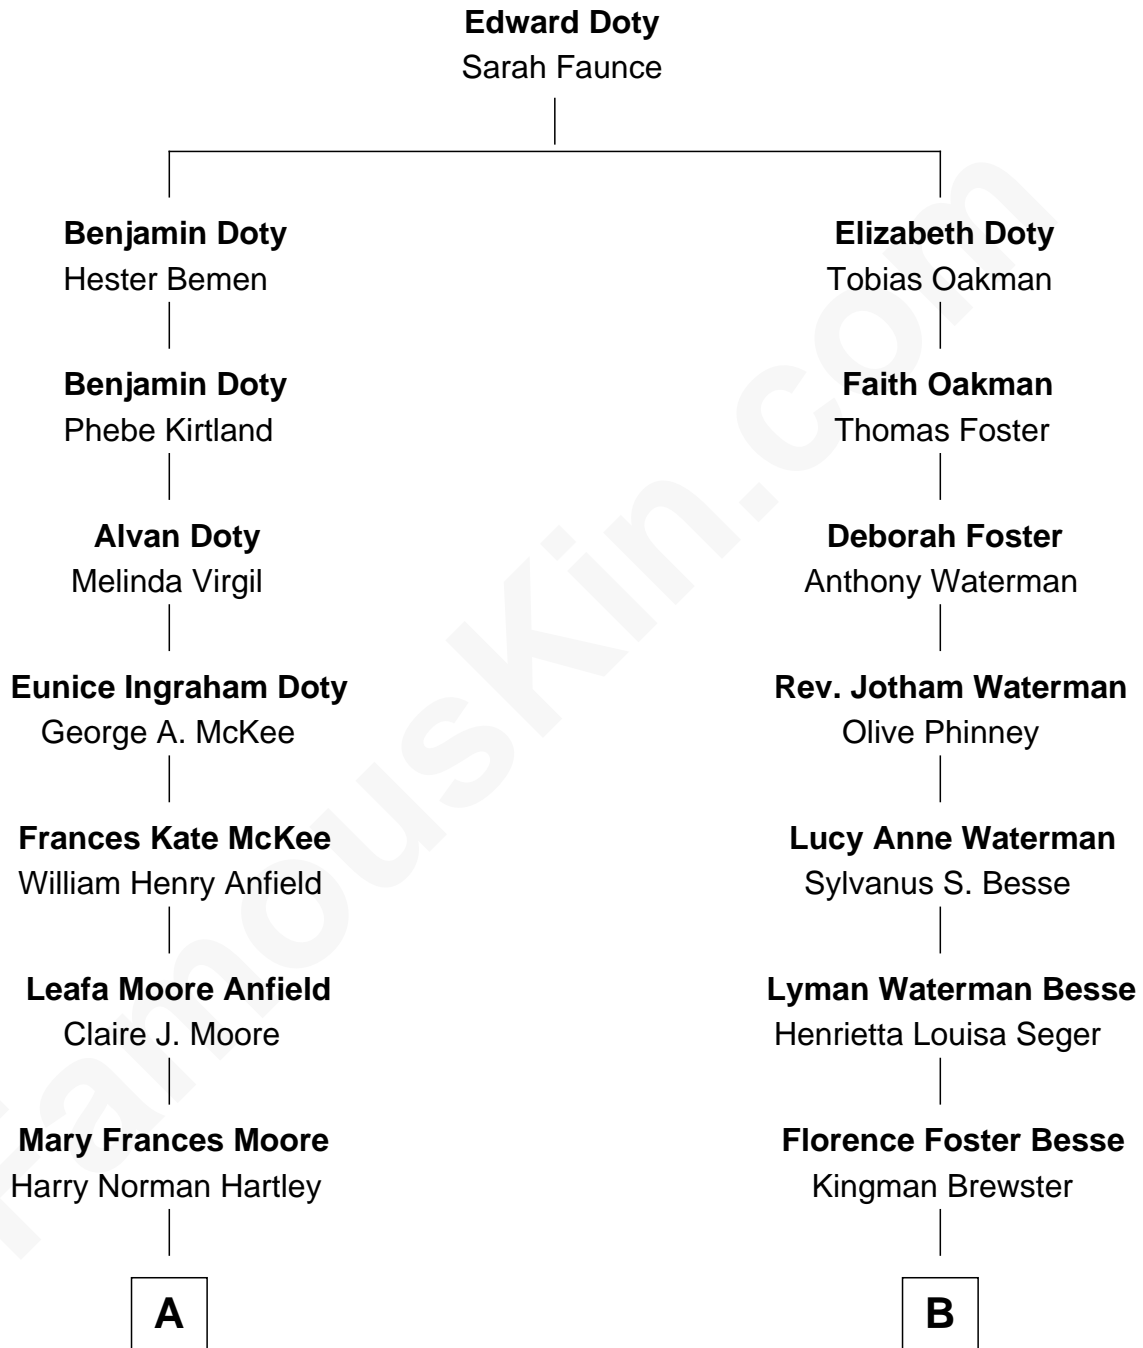 Edward Doty
Sarah Faunce
Benjamin Doty
Hester Bemen
Elizabeth Doty
Tobias Oakman
Benjamin Doty
Phebe Kirtland
Faith Oakman
Thomas Foster
Alvan Doty
Melinda Virgil
Deborah Foster
Anthony Waterman
Eunice Ingraham Doty
George A. McKee
Rev. Jotham Waterman
Olive Phinney
Frances Kate McKee
William Henry Anfield
Lucy Anne Waterman
Sylvanus S. Besse
Leafa Moore Anfield
Claire J. Moore
Lyman Waterman Besse
Henrietta Louisa Seger
Mary Frances Moore
Harry Norman Hartley
Florence Foster Besse
Kingman Brewster
A
B
FamousKin.com